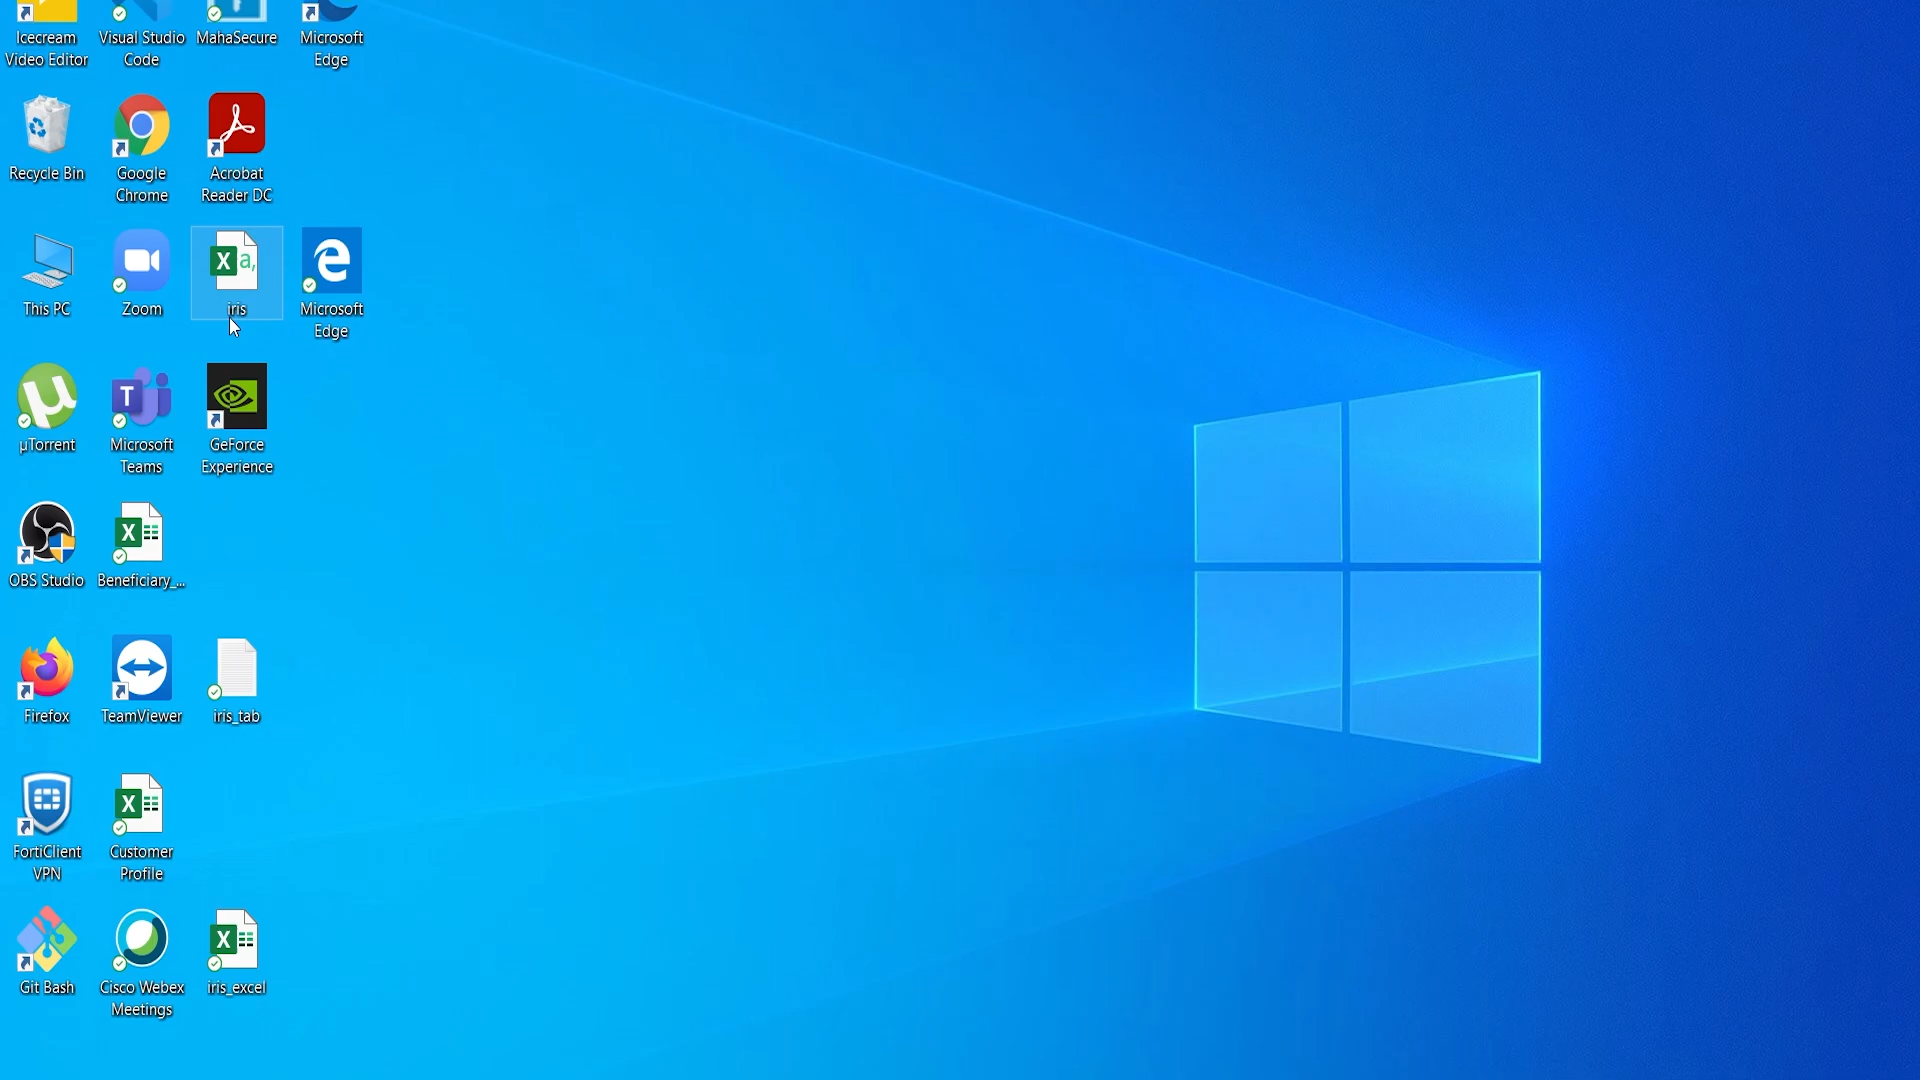 Icecream
Video Editor
Visual Studio
Code
MahaSecure
Microsoft
Edge
Recycle Bin
Google
Chrome
Acrobat
Reader DC
This PC
Zoom
X a,
iris
Microsoft
Edge
µTorrent
T
Microsoft
Teams
GeForce
Experience
OBS Studio
X
Beneficiary_...
Firefox
TeamViewer
iris_tab
FortiClient
VPN
X
Customer
Profile
Git Bash
Cisco Webex
Meetings
X
iris_excel